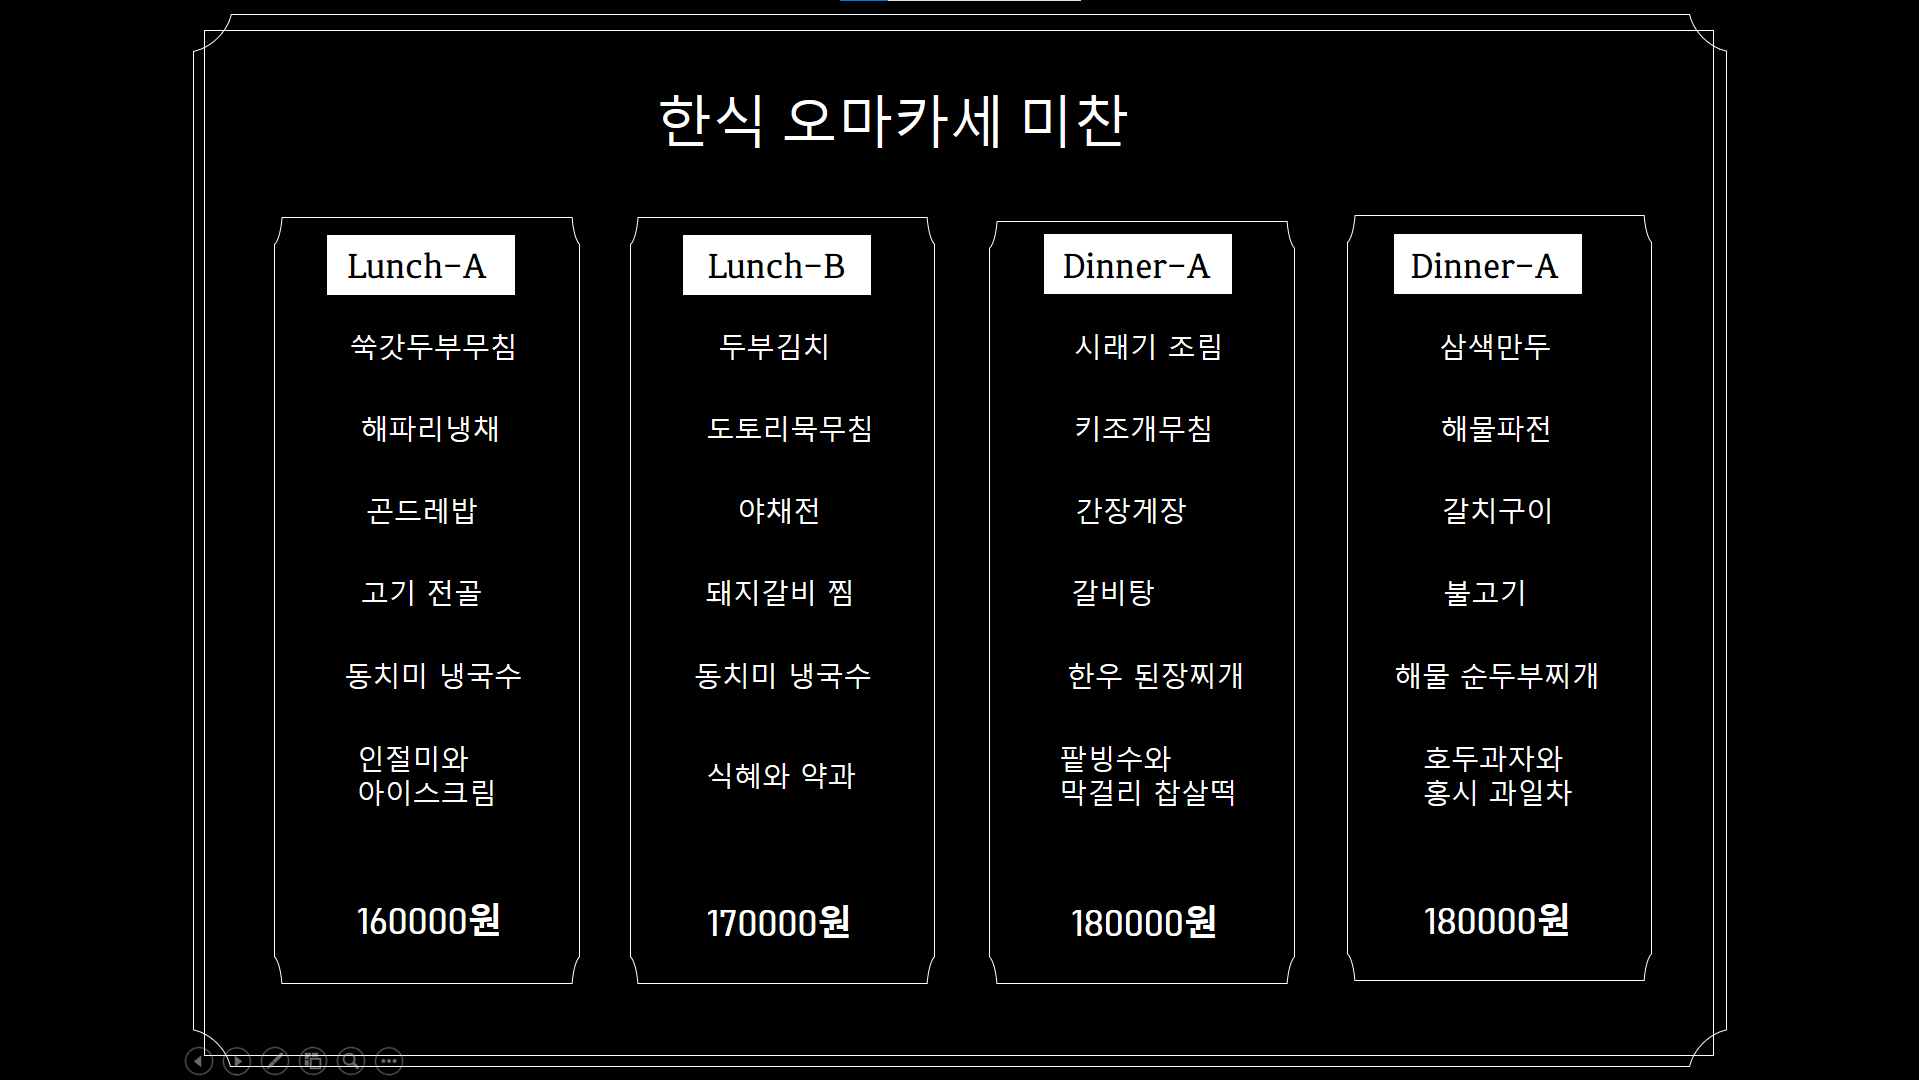 한식 오마카세 미찬
Lunch-A
쑥갓두부무침
해파리냉채
곤드레밥
고기 전골
동치미 냉국수
인절미와
아이스크림
160000원
Lunch-B
두부김치
도토리묵무침
야채전
돼지갈비 찜
동치미 냉국수
식혜와 약과
170000원
Dinner-A
시래기 조림
키조개무침
간장게장
갈비탕
한우 된장찌개
팥빙수와
막걸리 찹살떡
180000원
Dinner-A
삼색만두
해물파전
갈치구이
불고기
해물 순두부찌개
호두과자와
홍시 과일차
180000원